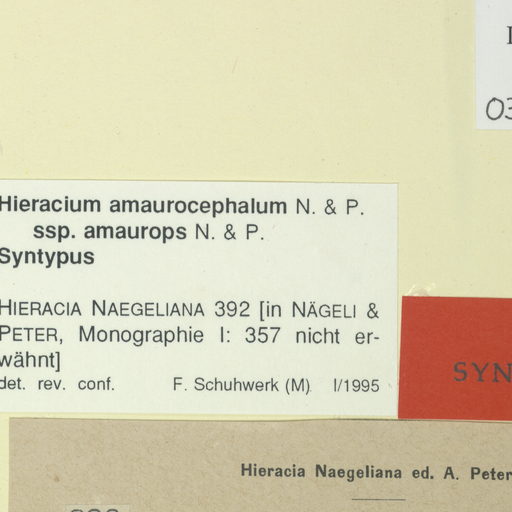 03
Hieracium amaurocephalum N. & P.
ssp. amaurops N. & P.
Syntypus
HIERACIA NAEGELIANA 392 [in NÄGELI &
PETER, Monographie I: 357 nicht er-
wähnt]
det. rev. conf. F. Schuhwerk (M) I/1995
SYN
Hieracia Naegeliana ed. A. Peter